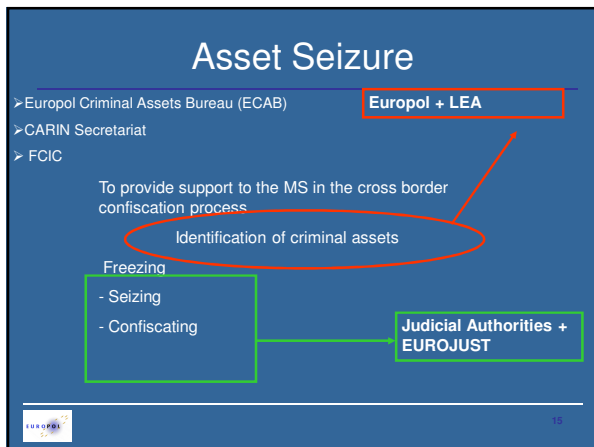 Asset Seizure
➢Europol Criminal Assets Bureau (ECAB)
Europol + LEA
➢CARIN Secretariat
➢ FCIC
To provide support to the MS in the cross border
confiscation process
Identification of criminal assets
Freezing
- Seizing
- Confiscating
Judicial Authorities +
EUROJUST
EUROPOL
15